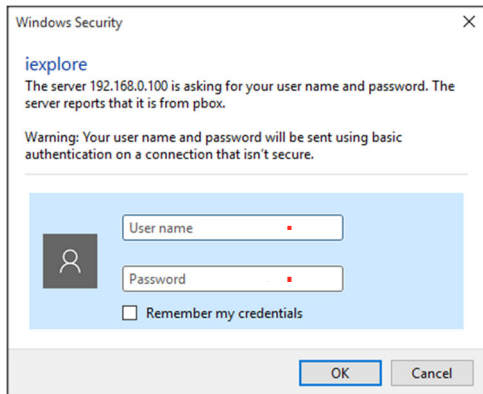 Windows Security
iexplore
The server 192.168.0.100 is asking for your user name and password. The
server reports that it is from pbox.
Warning: Your user name and password will be sent using basic
authentication on a connection that isn't secure.
User name
Password
Remember my credentials
OK Cancel